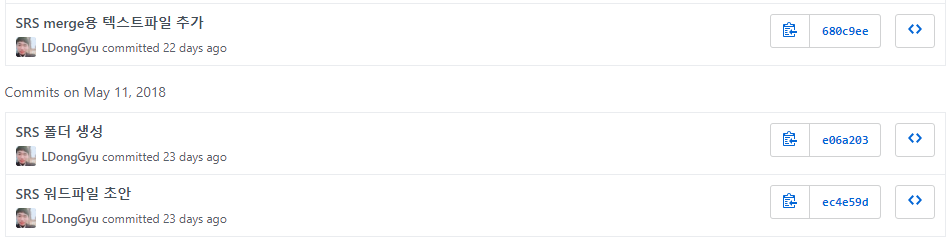 SRS merge용 텍스트파일 추가
LDongGyu committed 22 days ago
680c9ee
Commits on May 11, 2018
SRS 폴더 생성
LDongGyu committed 23 days ago
e06a203
SRS 워드파일 초안
LDongGyu committed 23 days ago
ec4e59d